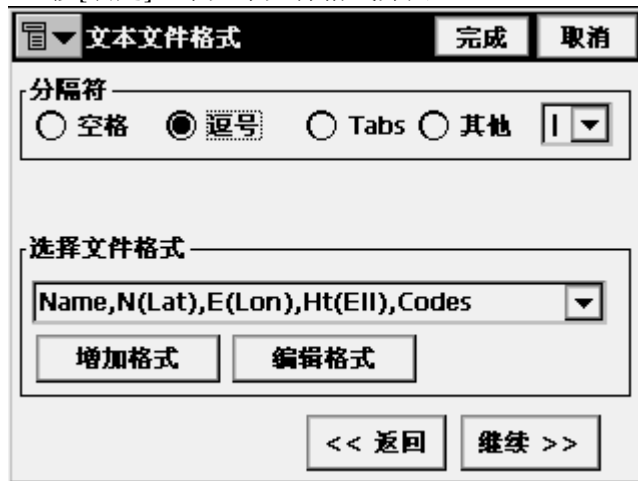 文本文件格式 完成 取消
分隔符
空格 逗号 Tabs 其他 |
选择文件格式
Name,N(Lat),E(Lon),Ht(Ell),Codes
增加格式 编辑格式
<< 返回 继续 >>